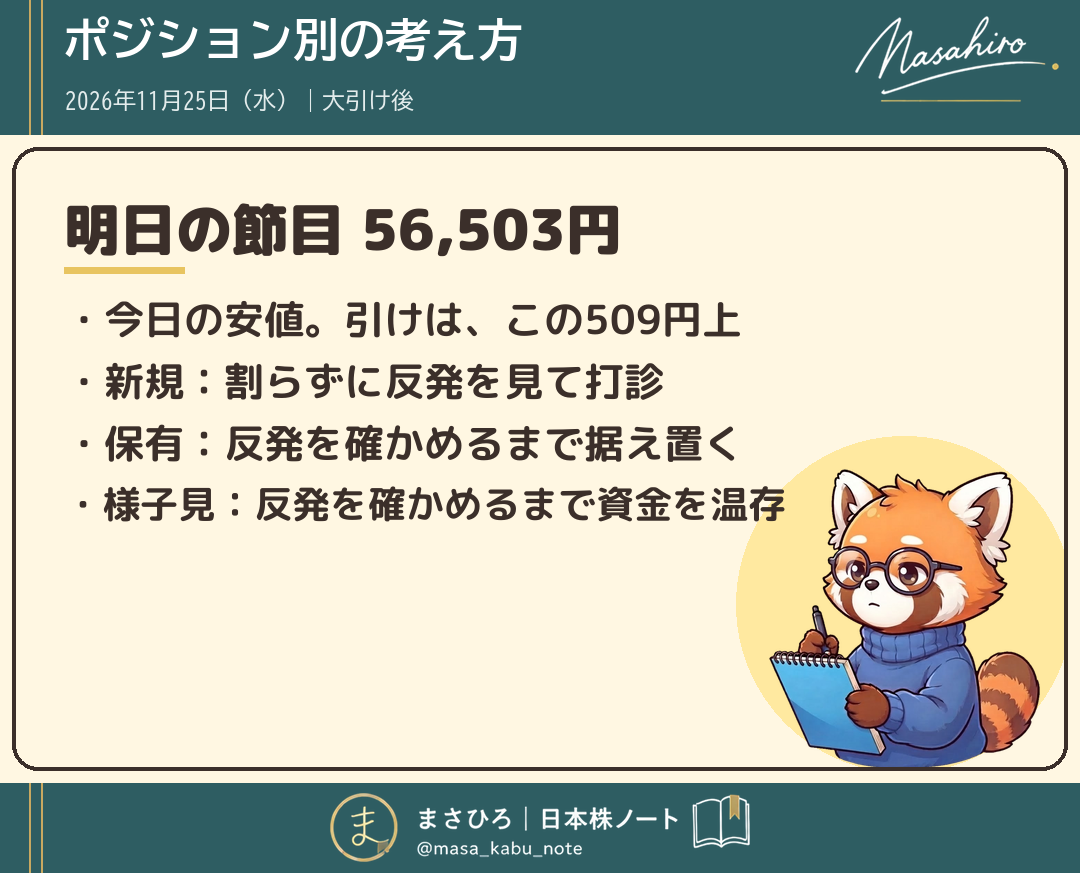 ポジション別の考え方
2026年11月25日（水）｜大引け後
Masahiro
明日の節目 56,503円
・今日の安値。引けは、この509円上
・新規：割らずに反発を見て打診
・保有：反発を確かめるまで据え置く
・様子見：反発を確かめるまで資金を温存
ま
まさひろ｜日本株ノート
@masa_kabu_note